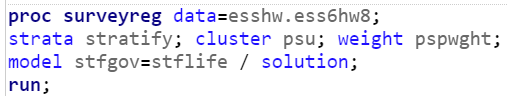 proc surveyreg data=esshw.ess6hw8;
strata stratify; cluster psu; weight pspwght;
model stfgov=stflife / solution;
run;